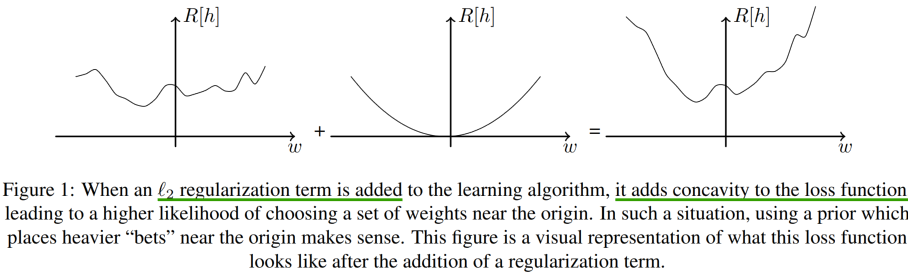 R[h] R[h] R[h]
w + w = w
Figure 1: When an ℓ₂ regularization term is added to the learning algorithm, it adds concavity to the loss function
leading to a higher likelihood of choosing a set of weights near the origin. In such a situation, using a prior which
places heavier “bets” near the origin makes sense. This figure is a visual representation of what this loss function
looks like after the addition of a regularization term.